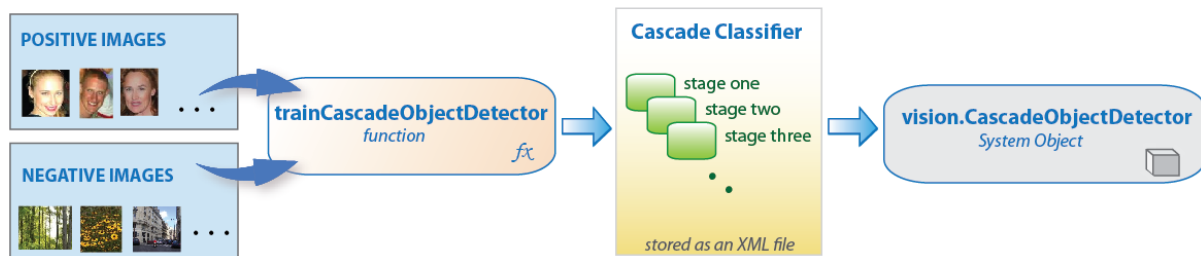 POSITIVE IMAGES
...
NEGATIVE IMAGES
...
trainCascadeObjectDetector
function
fx
Cascade Classifier
stage one
stage two
stage three
stored as an XML file
vision.CascadeObjectDetector
System Object